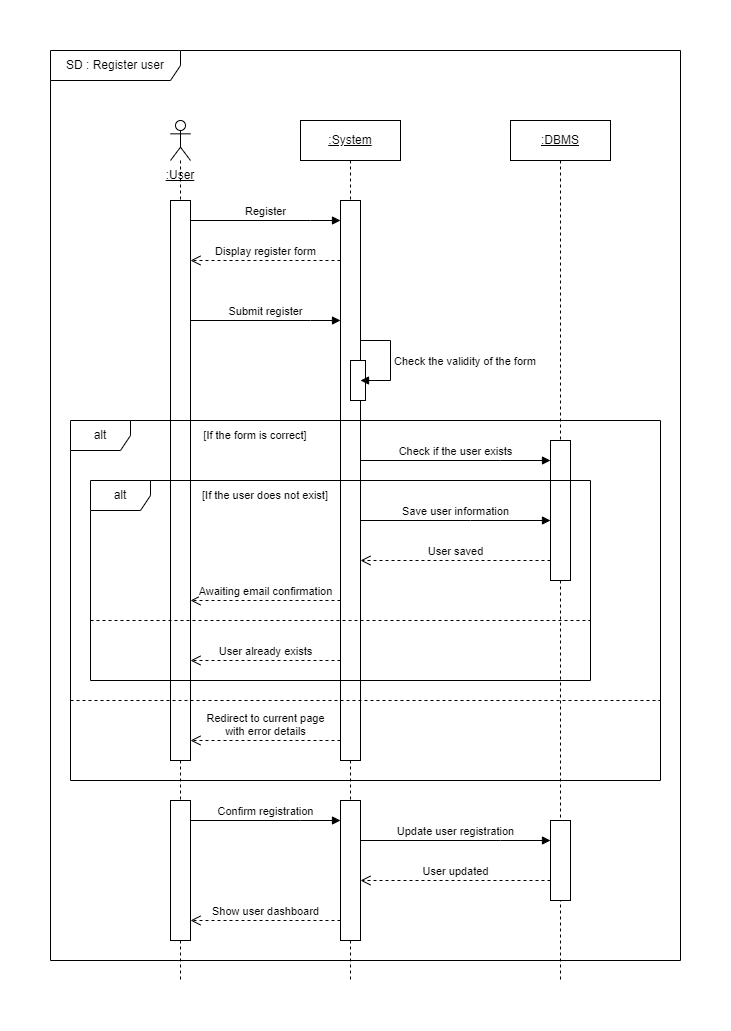 SD : Register user
:User
:System
:DBMS
Register
Display register form
Submit register
Check the validity of the form
alt
[If the form is correct]
Check if the user exists
alt
[If the user does not exist]
Save user information
User saved
Awaiting email confirmation
User already exists
Redirect to current page
with error details
Confirm registration
Update user registration
User updated
Show user dashboard